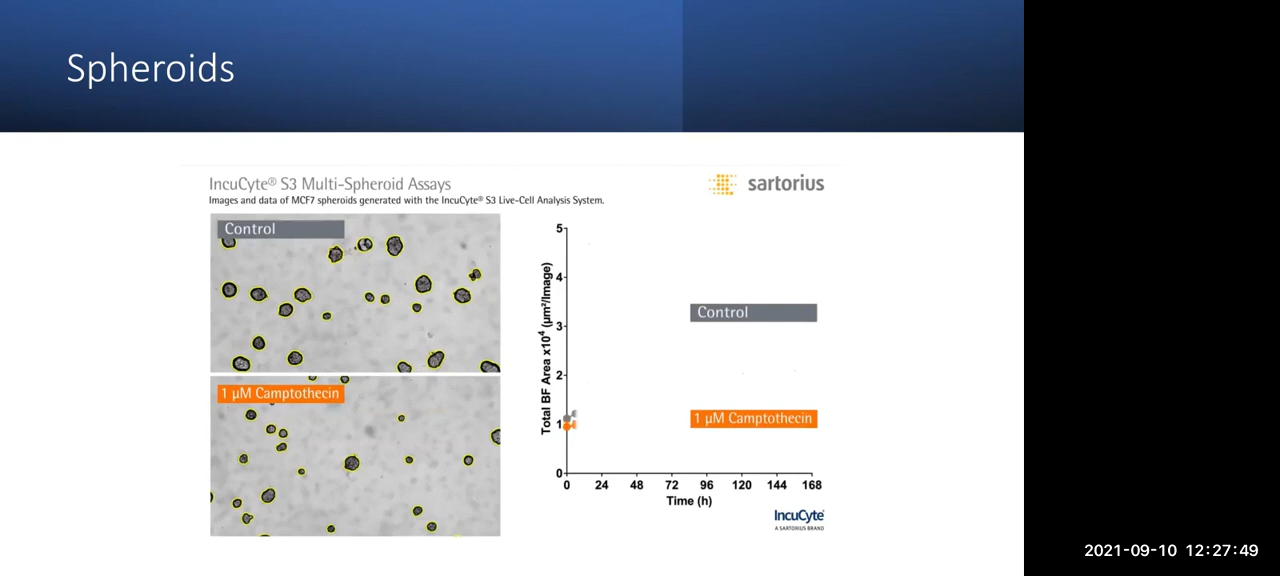 Spheroids
IncuCyte® S3 Multi-Spheroid Assays
sartorius
Images and data of MCF7 spheroids generated with the IncuCyte® S3 Live-Cell Analysis System.
Control
1 µM Camptothecin
Total BF Area x10⁴ (µm²/Image)
5
4
3
2
1
0
Control
1 µM Camptothecin
0 24 48 72 96 120 144 168
Time (h)
IncuCyte®
A SARTORIUS BRAND
2021-09-10 12:27:49